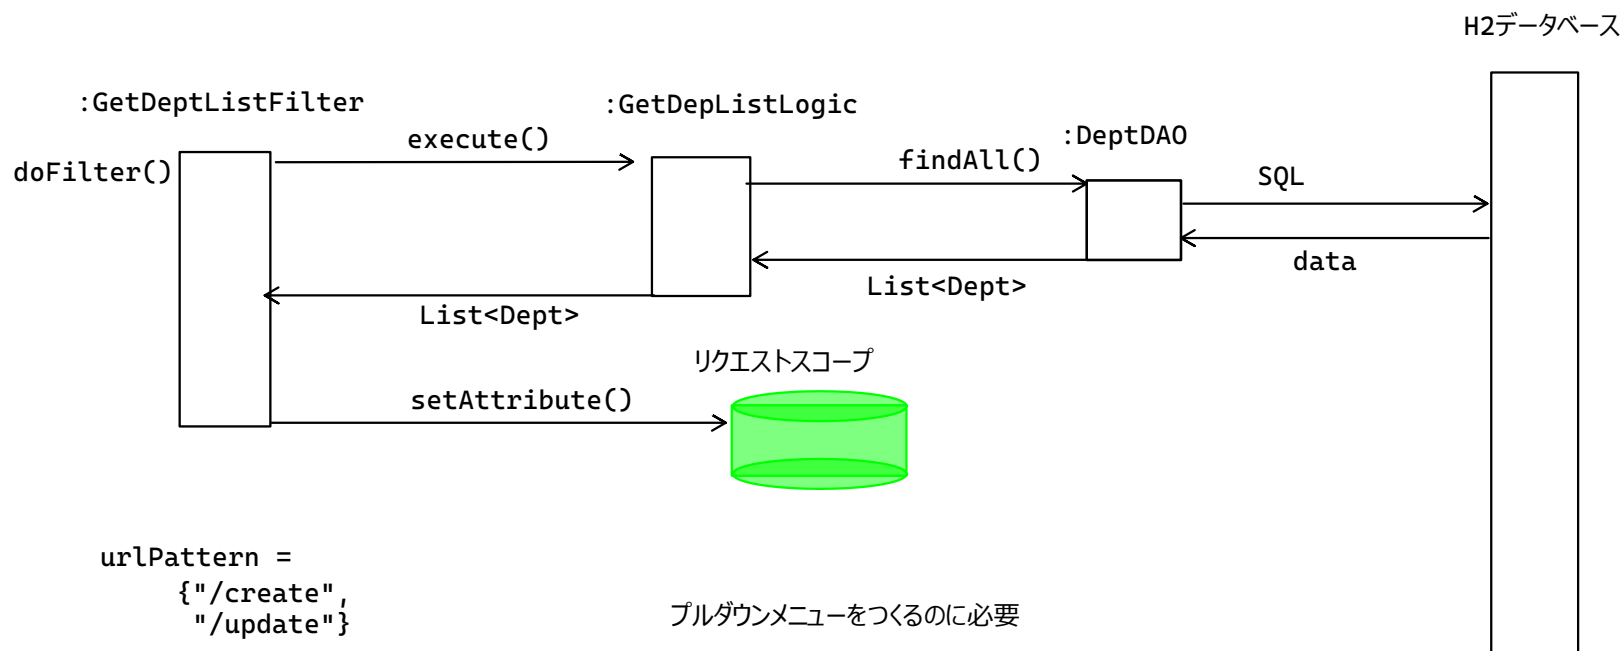 H2データベース
:GetDeptListFilter
:GetDepListLogic
execute()
:DeptDAO
findAll()
doFilter()
SQL
data
List<Dept>
List<Dept>
リクエストスコープ
setAttribute()
urlPattern =
{"/create",
"/update"}
プルダウンメニューをつくるのに必要